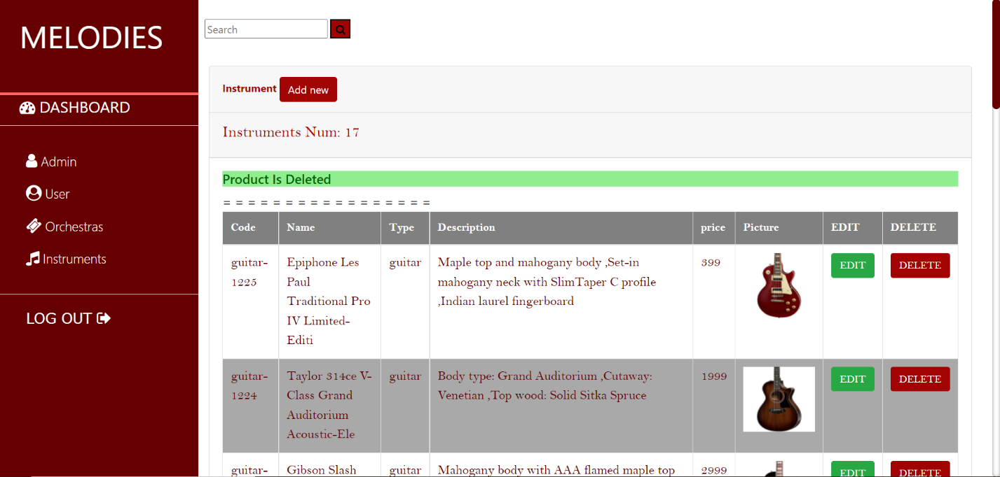 MELODIES
Search
DASHBOARD
Admin
User
Orchestras
Instruments
LOG OUT
Instrument Add new
Instruments Num: 17
Product Is Deleted
= = = = = = = = = = = = = = = = =
Code Name Type Description price Picture EDIT DELETE
guitar- Epiphone Les guitar Maple top and mahogany body ,Set-in 399 EDIT DELETE
1225 Paul mahogany neck with SlimTaper C profile
Traditional Pro ,Indian laurel fingerboard
IV Limited-
Editi
guitar- Taylor 314ce V- guitar Body type: Grand Auditorium ,Cutaway: 1999 EDIT DELETE
1224 Class Grand Venetian ,Top wood: Solid Sitka Spruce
Auditorium
Acoustic-Ele
guitar- Gibson Slash guitar Mahogany body with AAA flamed maple top 2999 EDIT DELETE